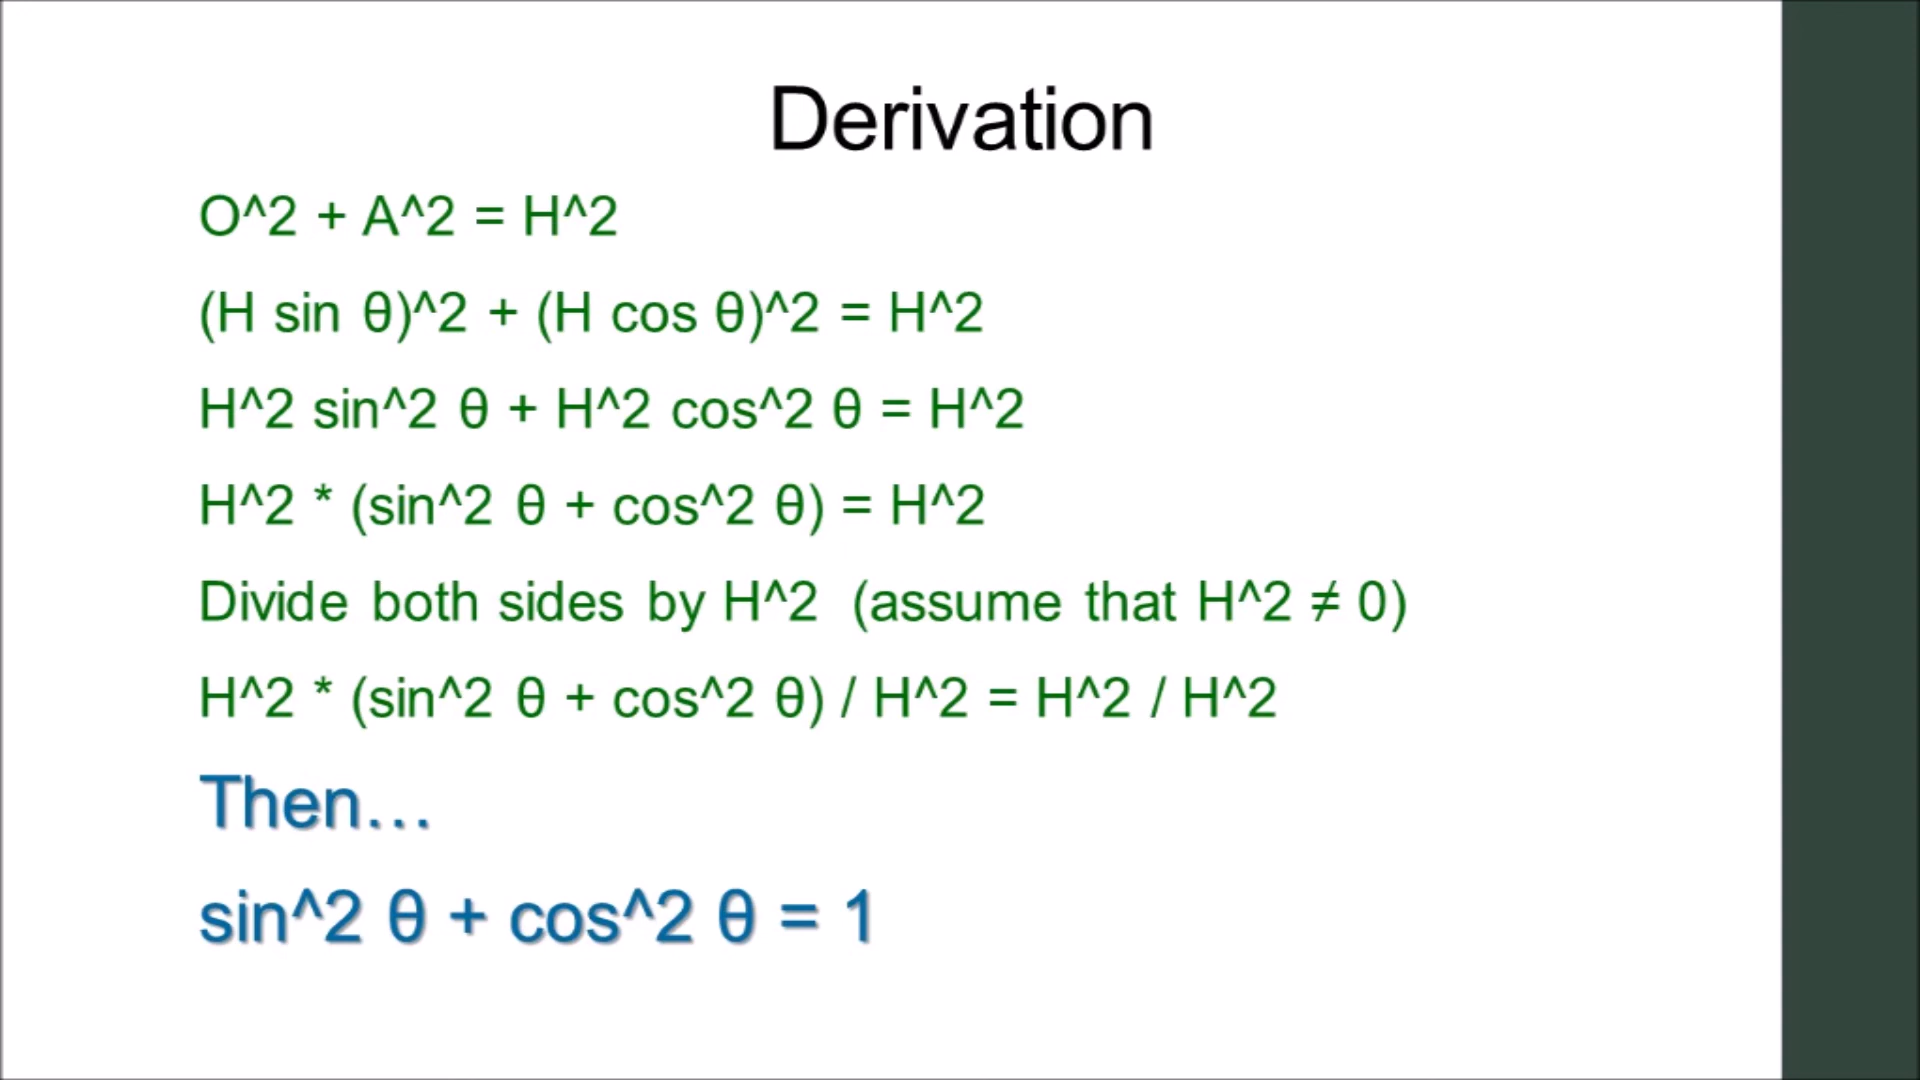 Derivation
O^2 + A^2 = H^2
(H sin θ)^2 + (H cos θ)^2 = H^2
H^2 sin^2 θ + H^2 cos^2 θ = H^2
H^2 * (sin^2 θ + cos^2 θ) = H^2
Divide both sides by H^2 (assume that H^2 ≠ 0)
H^2 * (sin^2 θ + cos^2 θ) / H^2 = H^2 / H^2
Then…
sin^2 θ + cos^2 θ = 1